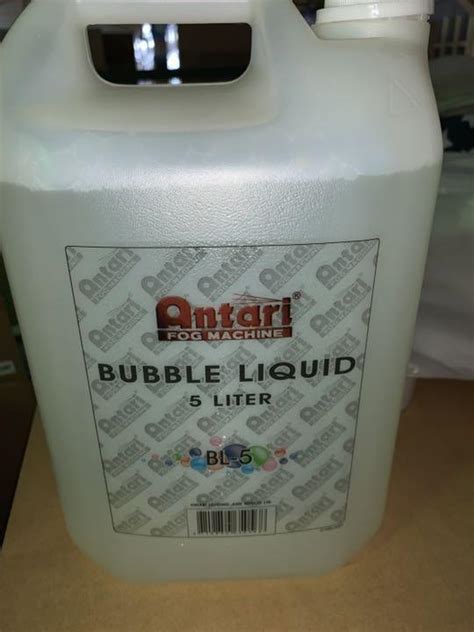 Antari
FOG MACHINE
BUBBLE LIQUID
5 LITER
BL-5